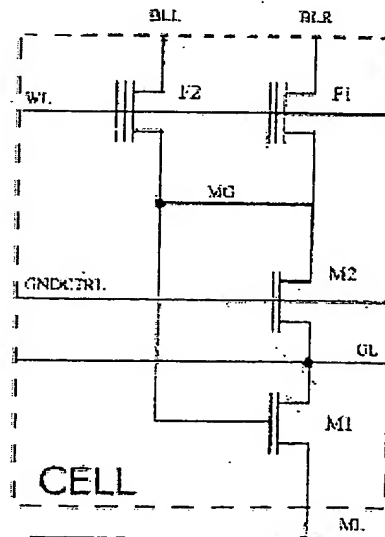 BLL BLR
WL F2 F1
MG
GNDCTRL M2
GL
M1
CELL
ML